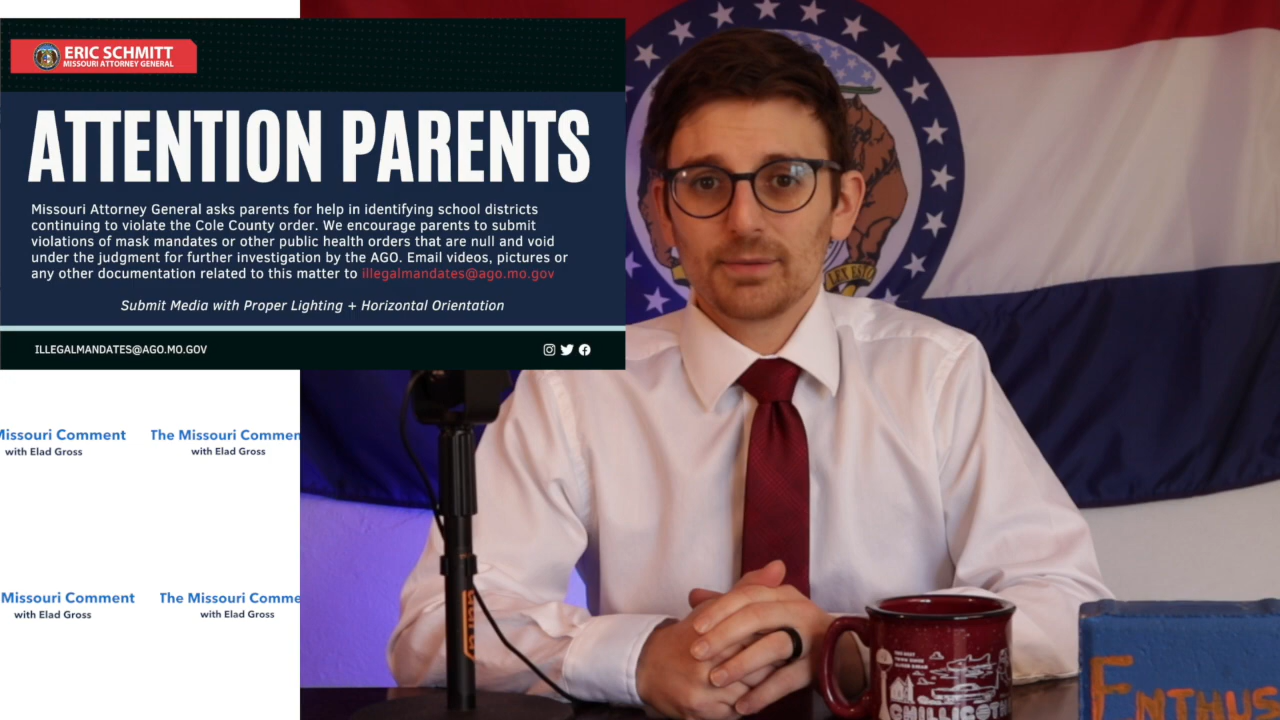 ERIC SCHMITT
MISSOURI ATTORNEY GENERAL
ATTENTION PARENTS
Missouri Attorney General asks parents for help in identifying school districts
continuing to violate the Cole County order. We encourage parents to submit
violations of mask mandates or other public health orders that are null and void
under the judgment for further investigation by the AGO. Email videos, pictures or
any other documentation related to this matter to illegalmandates@ago.mo.gov
Submit Media with Proper Lighting + Horizontal Orientation
ILLEGALMANDATES@AGO.MO.GOV
Missouri Comment
with Elad Gross
The Missouri Commen
with Elad Gross
Missouri Comment
with Elad Gross
The Missouri Comme
with Elad Gross
LEX ESTO
CHILLICOTH
ENTHUS